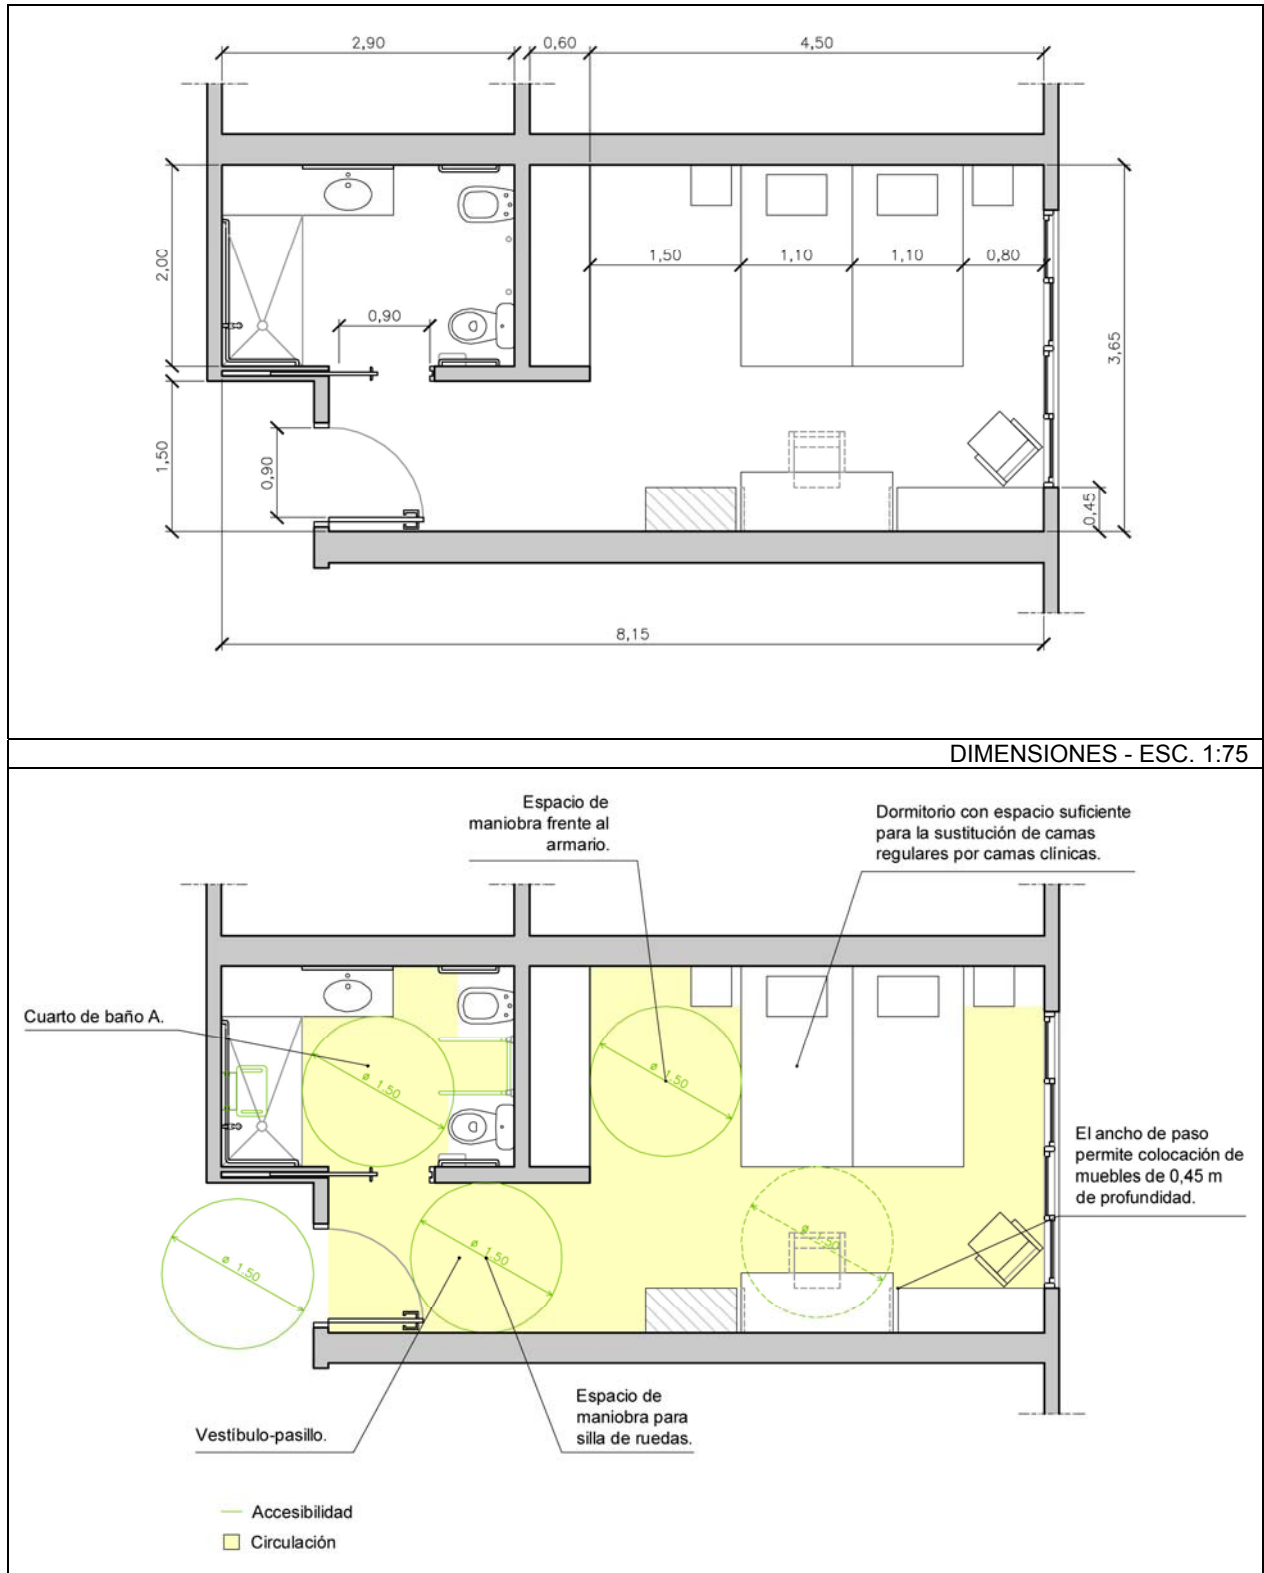 2,90
0,60
4,50
2,00
0,90
1,50
1,10
1,10
0,80
3,65
1,50
0,90
0,45
8,15
DIMENSIONES - ESC. 1:75
Espacio de
maniobra frente al
armario.
Dormitorio con espacio suficiente
para la sustitución de camas
regulares por camas clínicas.
Cuarto de baño A.
ø 1.50
ø 1.50
El ancho de paso
permite colocación de
muebles de 0,45 m
de profundidad.
ø 1.50
ø 1.50
ø 1.50
Espacio de
maniobra para
silla de ruedas.
Vestíbulo-pasillo.
Accesibilidad
Circulación